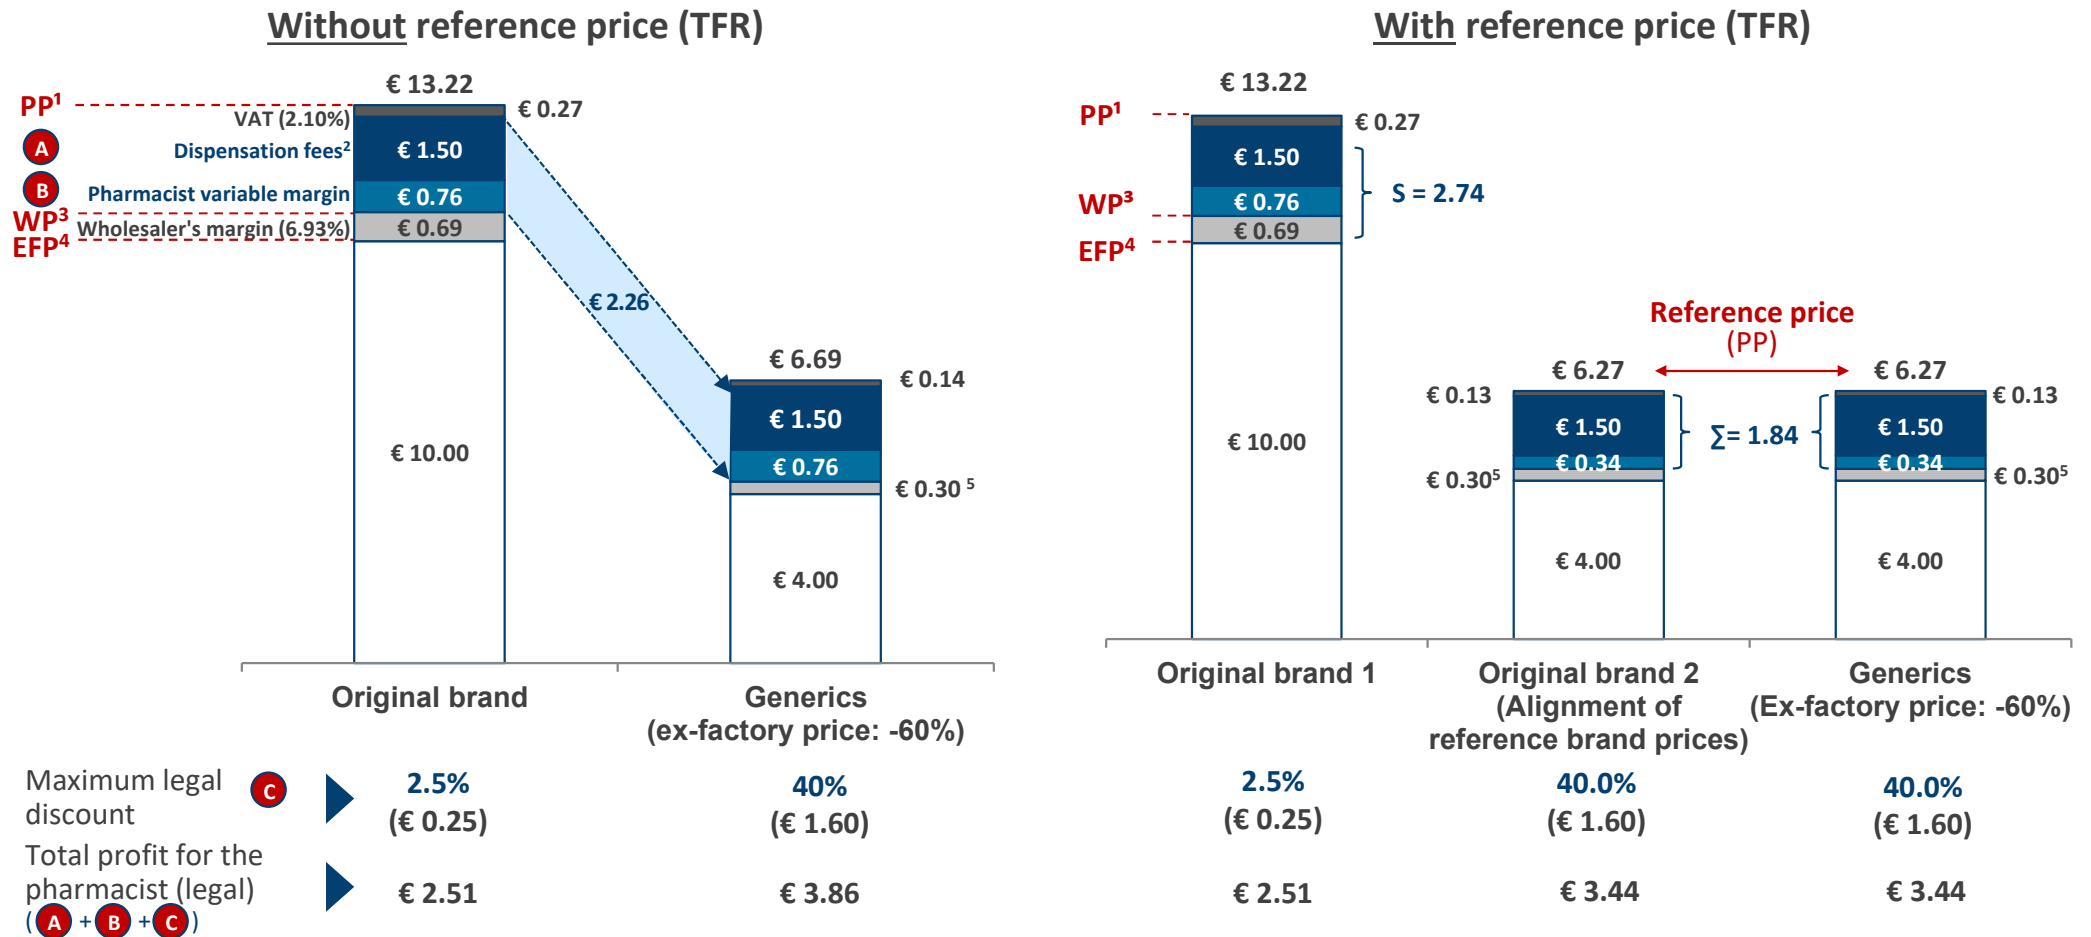 Without reference price (TFR)
€ 13.22
PP¹
VAT (2.10%)
€ 0.27
A
Dispensation fees²
€ 1.50
B
Pharmacist variable margin
€ 0.76
WP³
Wholesaler's margin (6.93%)
€ 0.69
EFP⁴
€ 2.26
€ 10.00
€ 6.69
€ 0.14
€ 1.50
€ 0.76
€ 0.30 ⁵
€ 4.00
Original brand
Generics
(ex-factory price: -60%)
With reference price (TFR)
€ 13.22
PP¹
€ 0.27
€ 1.50
S = 2.74
WP³
€ 0.76
€ 0.69
EFP⁴
€ 10.00
Reference price
(PP)
€ 6.27
€ 6.27
€ 0.13
€ 0.13
€ 1.50
∑= 1.84
€ 1.50
€ 0.34
€ 0.34
€ 0.30⁵
€ 0.30⁵
€ 4.00
€ 4.00
Original brand 1
Original brand 2
(Alignment of
reference brand prices)
Generics
(Ex-factory price: -60%)
Maximum legal
discount
C
2.5%
(€ 0.25)
40%
(€ 1.60)
2.5%
(€ 0.25)
40.0%
(€ 1.60)
40.0%
(€ 1.60)
Total profit for the
pharmacist (legal)
(A + B + C)
€ 2.51
€ 3.86
€ 2.51
€ 3.44
€ 3.44